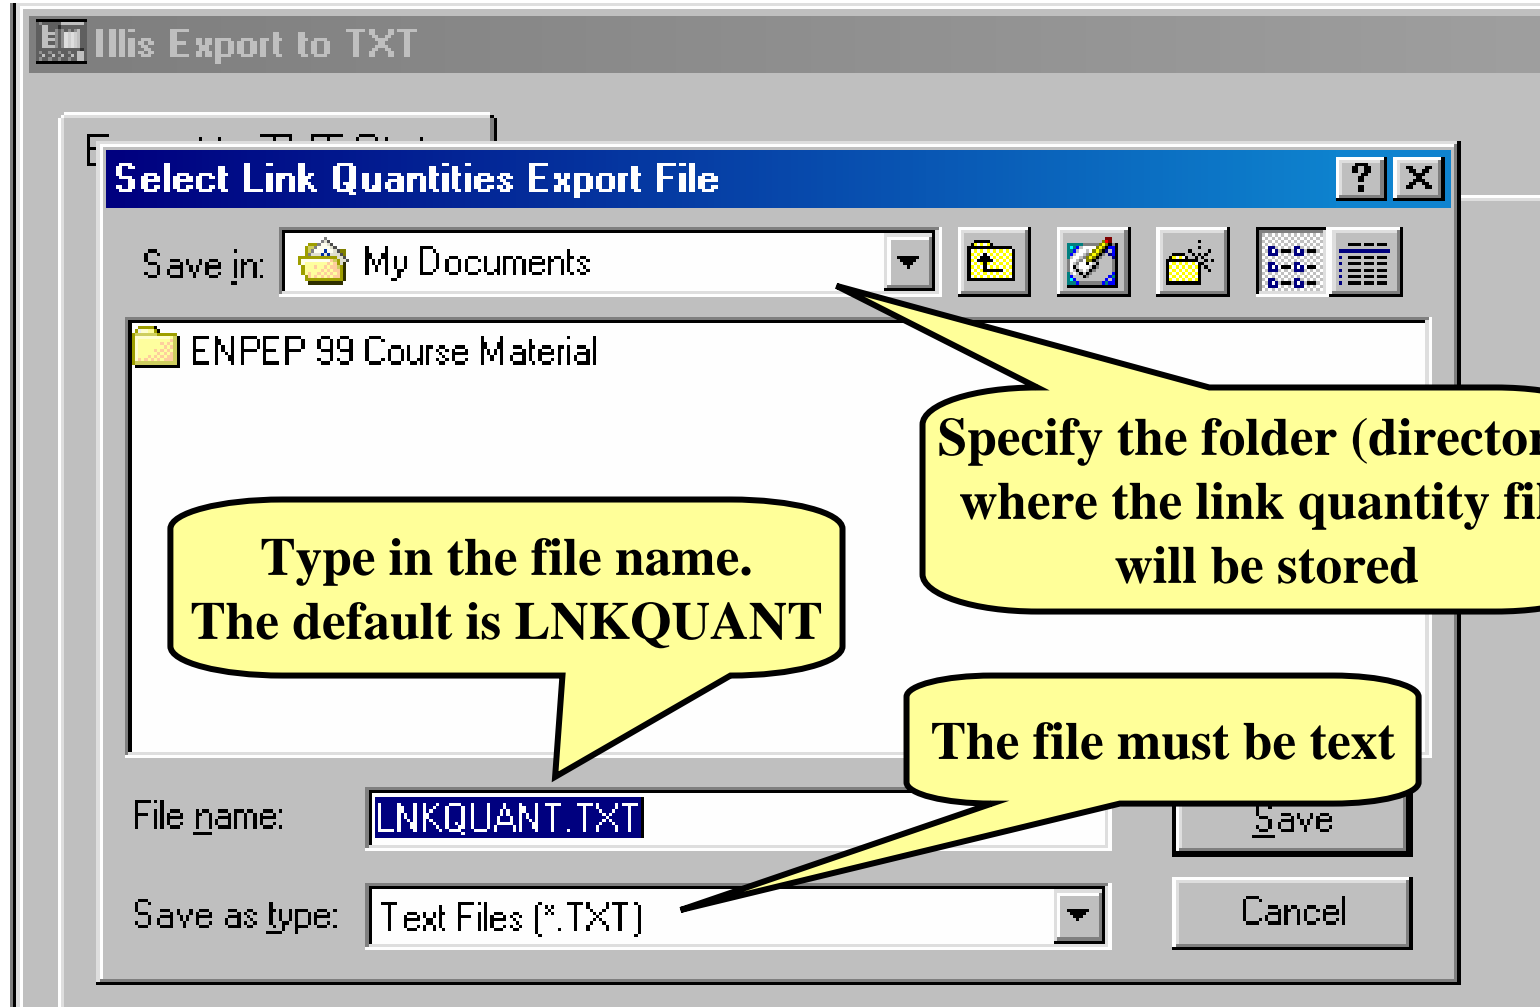 Illis Export to TXT
Select Link Quantities Export File
Save in: My Documents
ENPEP 99 Course Material
Specify the folder
where the link quantity
will be stored
Type in the file name.
The default is LNKQUANT
The file must be text
File name: LNKQUANT.TXT Save
Save as type: Text Files (*.TXT) Cancel